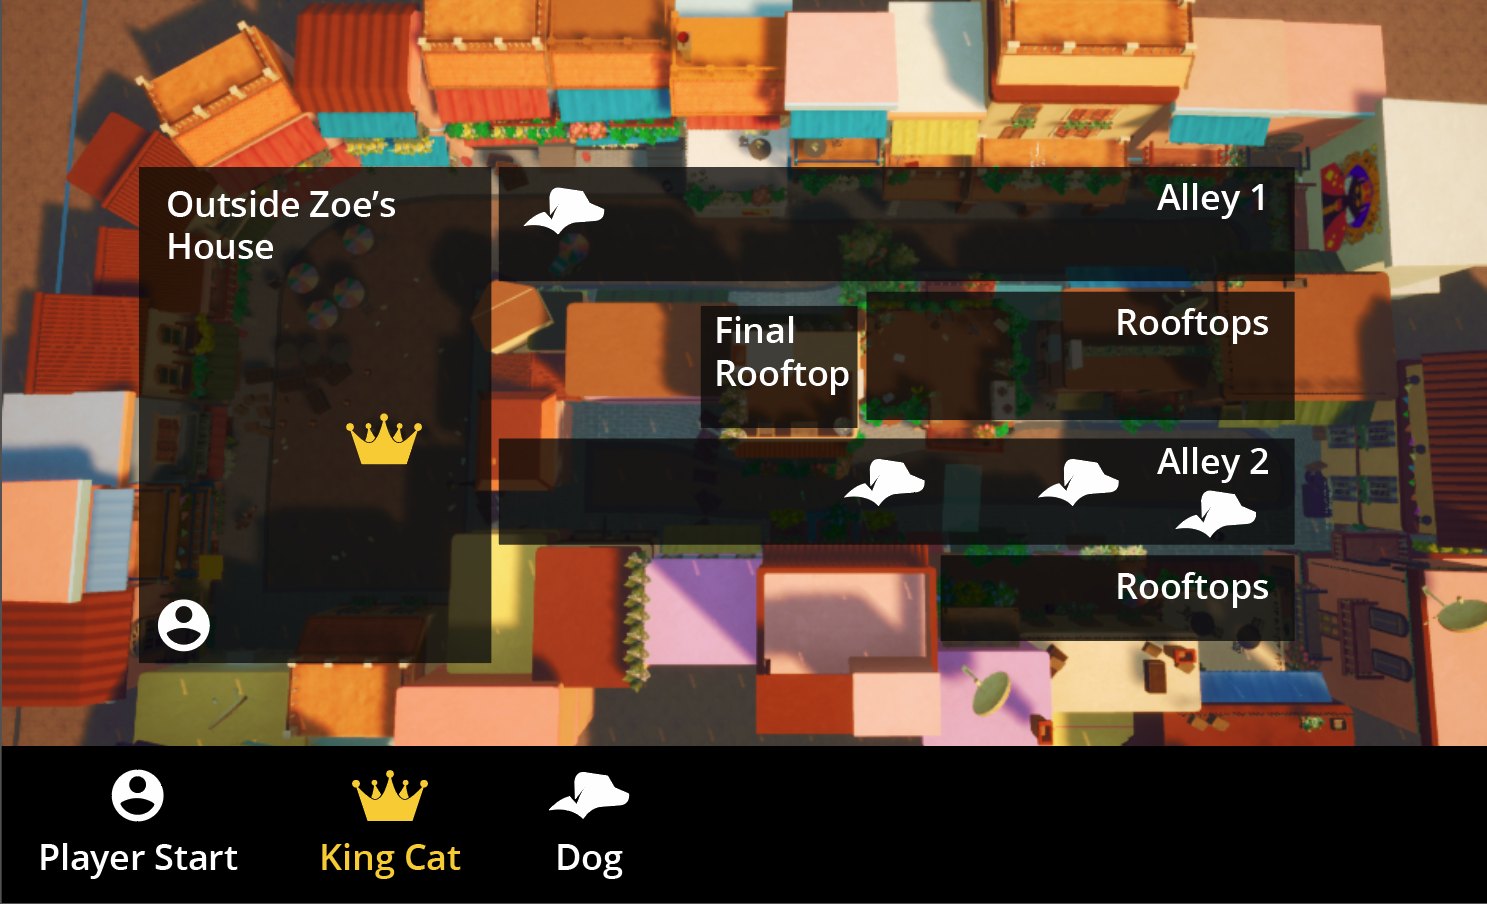 Outside Zoe’s
House
Alley 1
Final
Rooftop
Rooftops
Alley 2
Rooftops
Player Start
King Cat
Dog